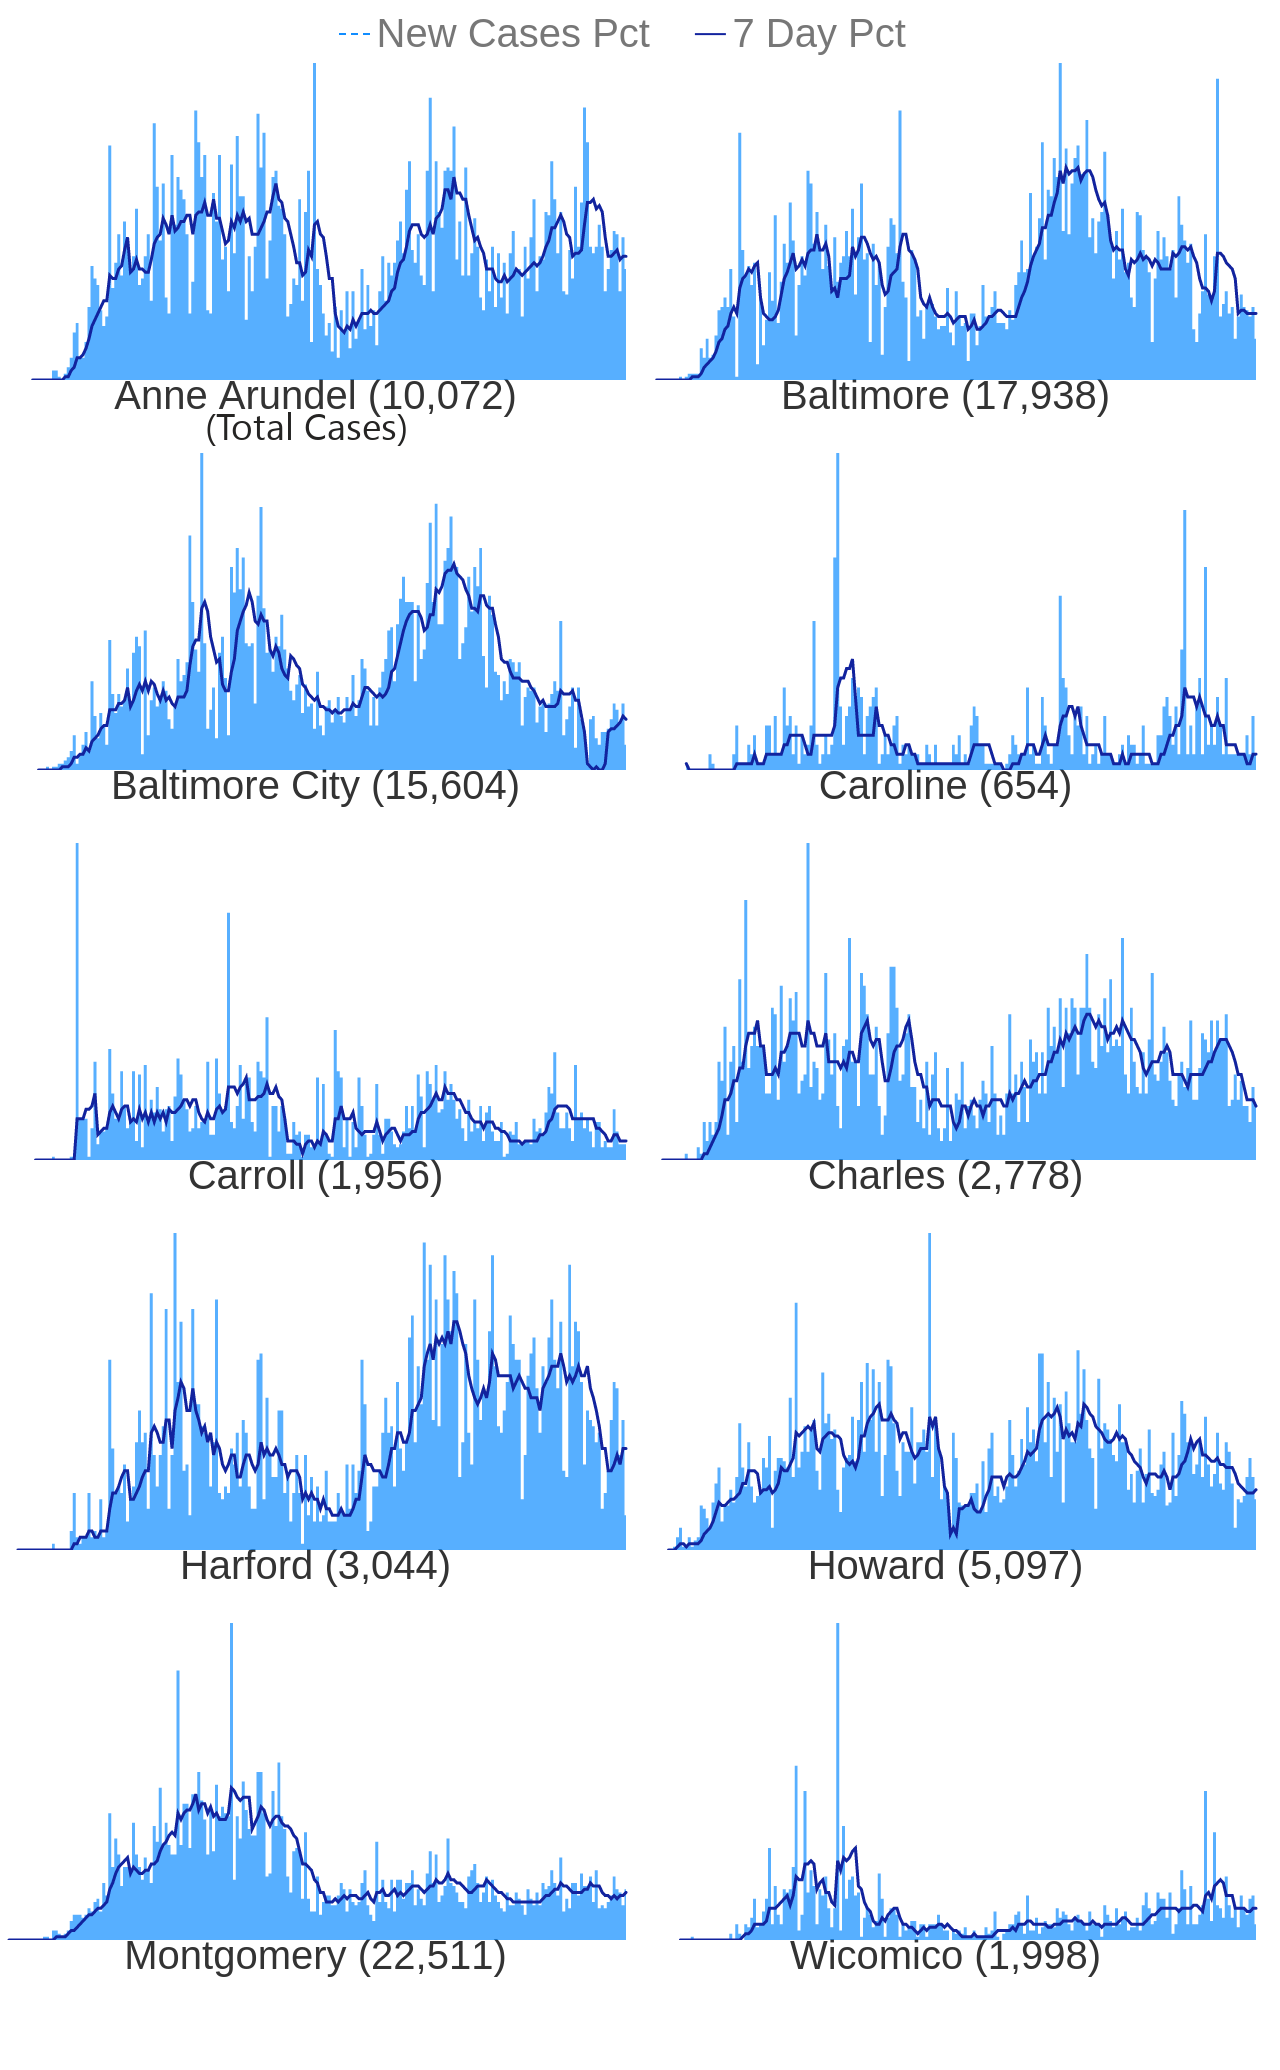 New Cases Pct 7 Day Pct
Anne Arundel (10,072) Baltimore (17,938)
(Total Cases)
Baltimore City (15,604) Caroline (654)
Carroll (1,956) Charles (2,778)
Harford (3,044) Howard (5,097)
Montgomery (22,511) Wicomico (1,998)